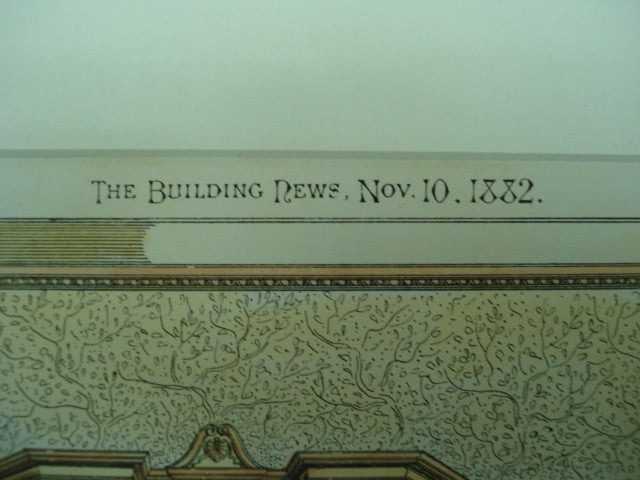 The Building News, Nov. 10. 1882.